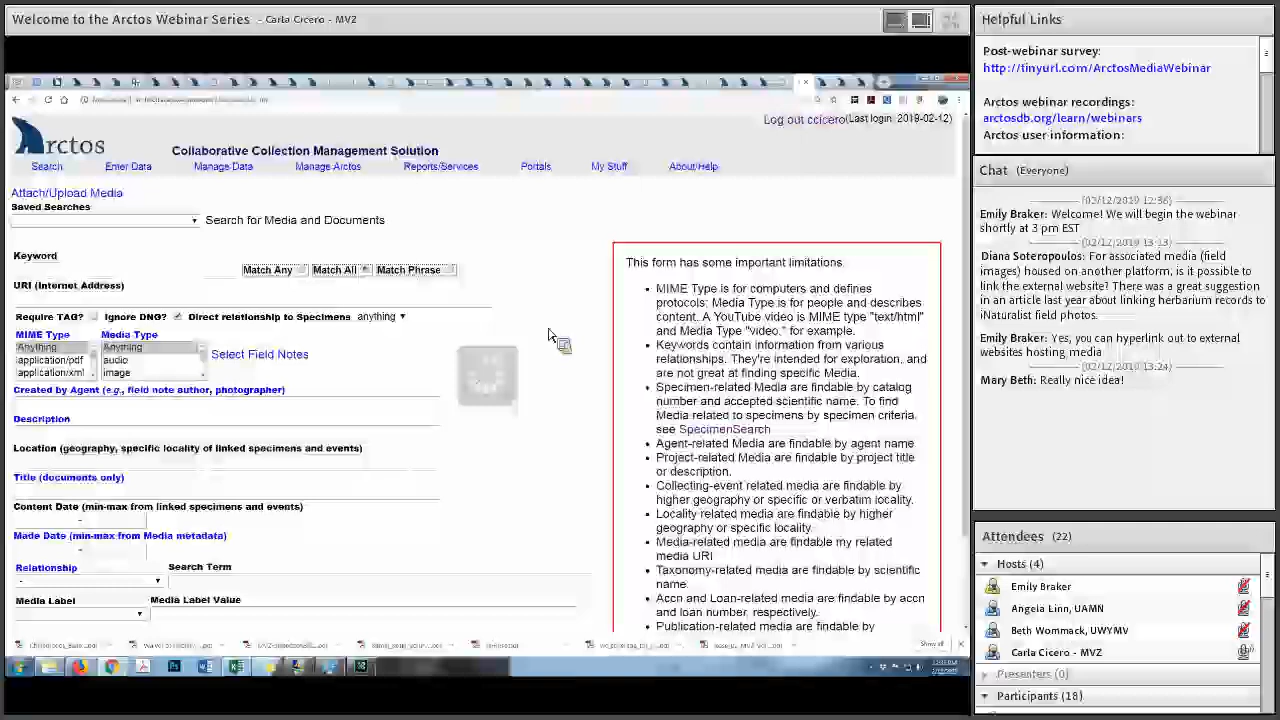 Welcome to the Arctos Webinar Series - Carla Cicero - MVZ
Log out ccicero(Last login: 2019-02-12)
Arctos
Collaborative Collection Management Solution
Search Enter Data Manage Data Manage Arctos Reports/Services Portals My Stuff About/Help
Attach/Upload Media
Saved Searches
Search for Media and Documents
Keyword
Match Any Match All Match Phrase
URI (Internet Address)
Require TAG? Ignore DNG? Direct relationship to Specimens anything
MIME Type Media Type
Anything Anything
application/pdf audio
application/xml image
Select Field Notes
Created by Agent (e.g., field note author, photographer)
Description
Location (geography, specific locality of linked specimens and events)
Title (documents only)
Content Date (min-max from linked specimens and events)
-
Made Date (min-max from Media metadata)
-
Relationship Search Term
-
Media Label Media Label Value
This form has some important limitations.
MIME Type is for computers and defines
protocols; Media Type is for people and describes
content. A YouTube video is MIME type "text/html"
and Media Type "video," for example.
Keywords contain information from various
relationships. They're intended for exploration, and
are not great at finding specific Media.
Specimen-related Media are findable by catalog
number and accepted scientific name. To find
Media related to specimens by specimen criteria,
see SpecimenSearch
Agent-related Media are findable by agent name
Project-related Media are findable by project title
or description.
Collecting-event related media are findable by
higher geography or specific or verbatim locality.
Locality related media are findable by higher
geography or specific locality.
Media-related media are findable my related
media URI
Taxonomy-related media are findable by scientific
name.
Accn and Loan-related media are findable by accn
and loan number, respectively.
Publication-related media are findable by
Show all
Helpful Links
Post-webinar survey:
http://tinyurl.com/ArctosMediaWebinar
Arctos webinar recordings:
arctosdb.org/learn/webinars
Arctos user information:
Chat (Everyone)
(02/12/2019 12:36)
Emily Braker: Welcome! We will begin the webinar
shortly at 3 pm EST
(02/12/2019 13:13)
Diana Soteropoulos: For associated media (field
images) housed on another platform, is it possible to
link the external website? There was a great suggestion
in an article last year about linking herbarium records to
iNaturalist field photos.
Emily Braker: Yes, you can hyperlink out to external
websites hosting media
(02/12/2019 13:24)
Mary Beth: Really nice idea!
Attendees (22)
Hosts (4)
Emily Braker
Angela Linn, UAMN
Beth Wommack, UWYMV
Carla Cicero - MVZ
Presenters (0)
Participants (18)